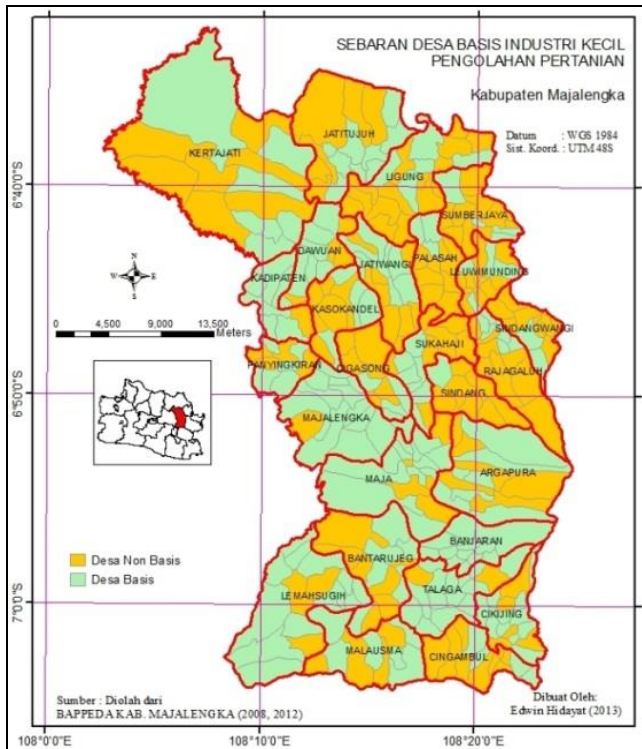 SEBARAN DESA BASIS INDUSTRI KECIL
PENGOLAHAN PERTANIAN
Kabupaten Majalengka
Datum : WGS 1984
Sist. Koord. : UTM 48S
JATITUJUH
KERTAJATI
LIGUNG
6°40'0"S
SUMBERJAYA
DAWUAN
JATIWANGI
PALASAH
LEUWIMUNDING
KADIPATEN
N
W E
S
KASOKANDEL
0 4,500 9,000 13,500
Meters
SINDANGWANGI
SUKAHAJI
PANYINGKIRAN
CIGASONG
RAJAGALUH
6°50'0"S
SINDANG
MAJALENGKA
MAJA
ARGAPURA
BANJARAN
Desa Non Basis
BANTARUJEG
Desa Basis
LEMAHSUGIH
TALAGA
7°0'0"S
CIKIJING
MALAUSMA
CINGAMBUL
Sumber : Diolah dari
BAPPEDA KAB. MAJALENGKA (2008, 2012)
Dibuat Oleh:
Edwin Hidayat (2013)
108°0'0"E 108°10'0"E 108°20'0"E